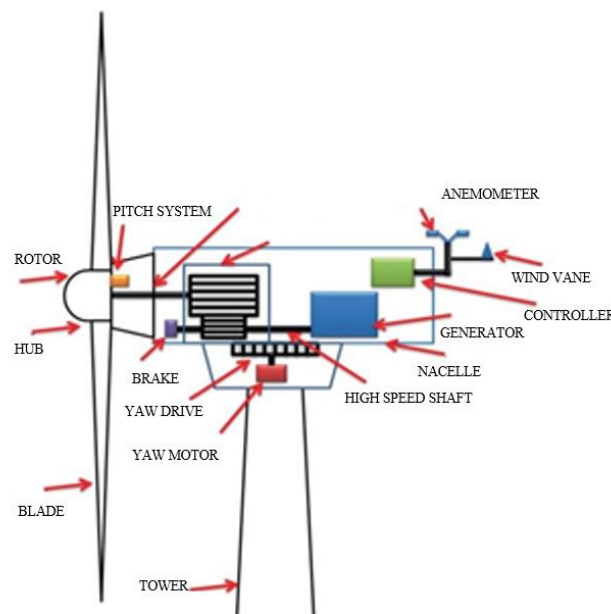 ANEMOMETER
PITCH SYSTEM
ROTOR
WIND VANE
CONTROLLER
GENERATOR
HUB
NACELLE
BRAKE
HIGH SPEED SHAFT
YAW DRIVE
YAW MOTOR
BLADE
TOWER